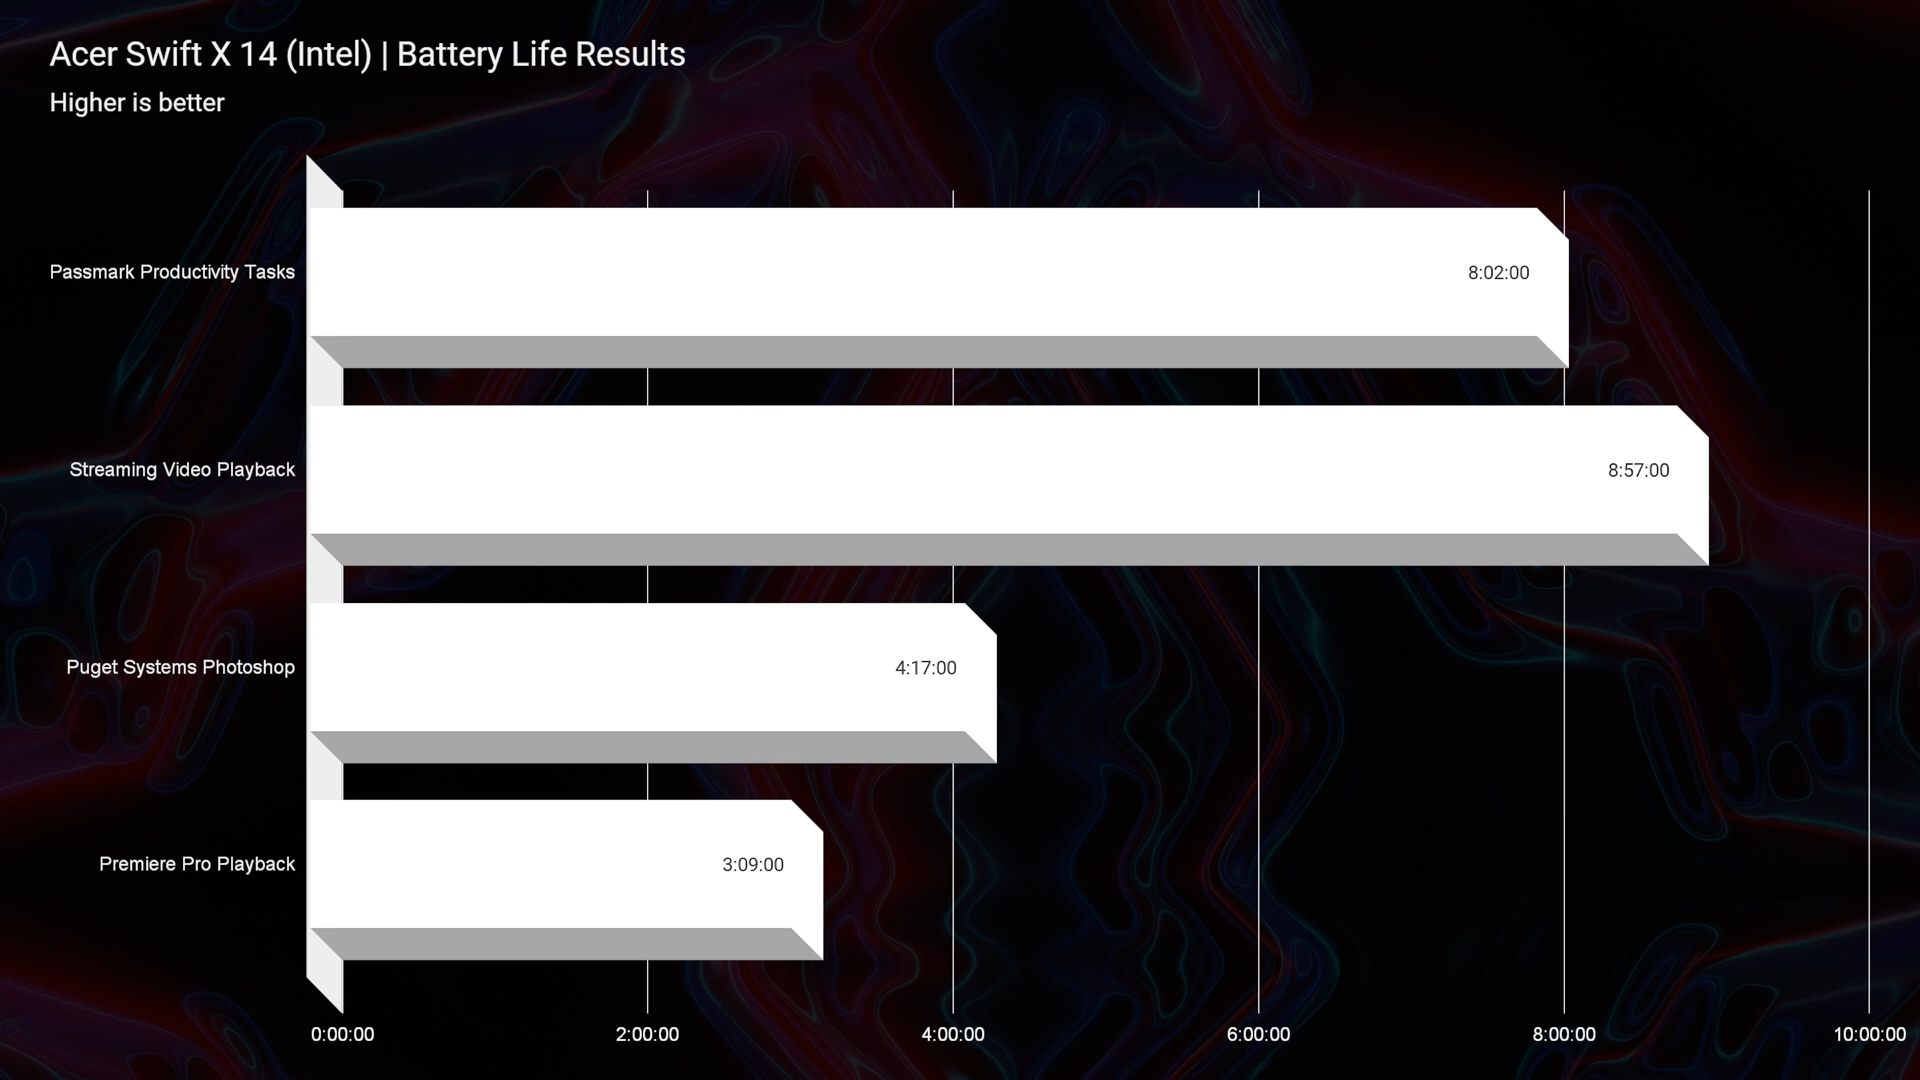 Acer Swift X 14 (Intel) | Battery Life Results
Higher is better
Passmark Productivity Tasks
8:02:00
Streaming Video Playback
8:57:00
Puget Systems Photoshop
4:17:00
Premiere Pro Playback
3:09:00
0:00:00
2:00:00
4:00:00
6:00:00
8:00:00
10:00:00